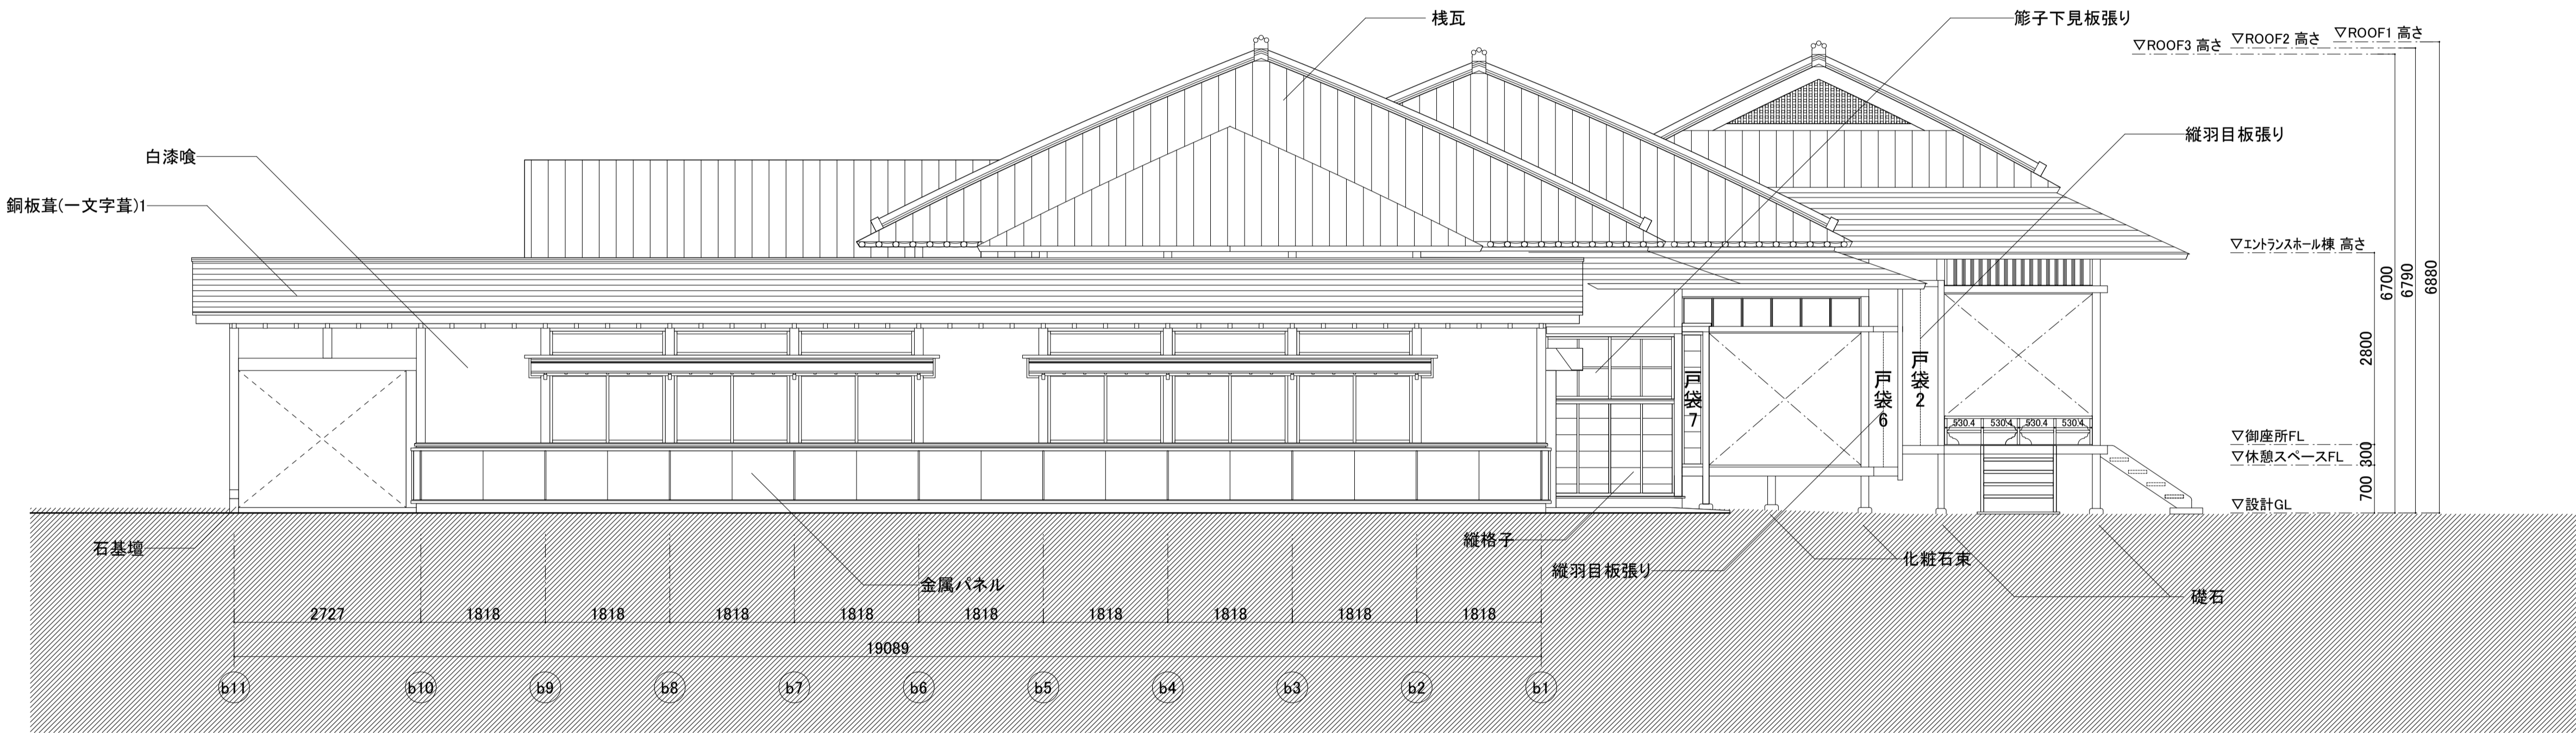 桟瓦
簓子下見板張り
▽ROOF3 高さ
▽ROOF2 高さ
▽ROOF1 高さ
白漆喰
縦羽目板張り
銅板葺(一文字葺)1
▽エントランスホール棟 高さ
6700
6790
6880
2800
戸袋7
戸袋6
戸袋2
530.4
530.4
530.4
530.4
▽御座所FL
▽休憩スペースFL
300
700
▽設計GL
石基壇
縦格子
縦羽目板張り
化粧石束
金属パネル
礎石
2727
1818
1818
1818
1818
1818
1818
1818
1818
1818
19089
b11
b10
b9
b8
b7
b6
b5
b4
b3
b2
b1